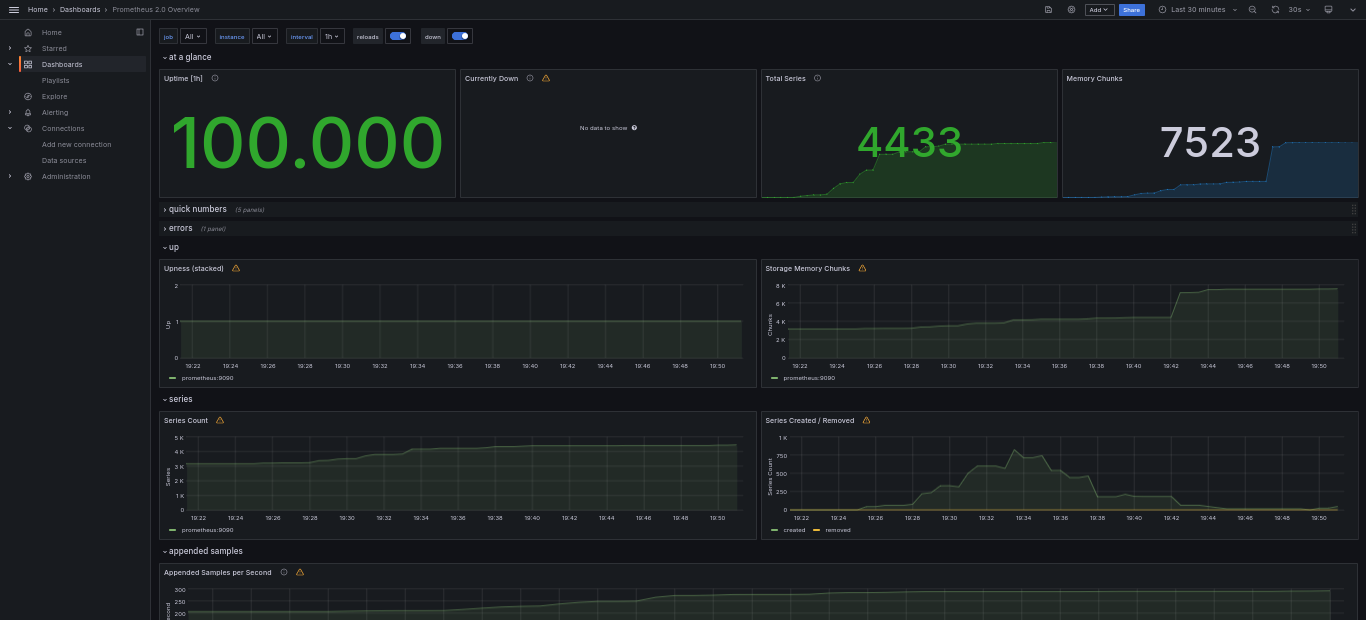 Home › Dashboards › Prometheus 2.0 Overview
Add
Share
Last 30 minutes
30s
Home
Starred
Dashboards
Playlists
Explore
Alerting
Connections
Add new connection
Data sources
Administration
job All instance All interval 1h reloads down
at a glance
Uptime [1h]
100.000
Currently Down
No data to show
Total Series
4433
Memory Chunks
7523
quick numbers (5 panels)
errors (1 panel)
up
Upness (stacked)
Up
2
1
0
19:22 19:24 19:26 19:28 19:30 19:32 19:34 19:36 19:38 19:40 19:42 19:44 19:46 19:48 19:50
prometheus:9090
Storage Memory Chunks
Chunks
8 K
6 K
4 K
2 K
0
19:22 19:24 19:26 19:28 19:30 19:32 19:34 19:36 19:38 19:40 19:42 19:44 19:46 19:48 19:50
prometheus:9090
series
Series Count
Series
5 K
4 K
3 K
2 K
1 K
0
19:22 19:24 19:26 19:28 19:30 19:32 19:34 19:36 19:38 19:40 19:42 19:44 19:46 19:48 19:50
prometheus:9090
Series Created / Removed
Series Count
1 K
750
500
250
0
19:22 19:24 19:26 19:28 19:30 19:32 19:34 19:36 19:38 19:40 19:42 19:44 19:46 19:48 19:50
created removed
appended samples
Appended Samples per Second
300
250
200